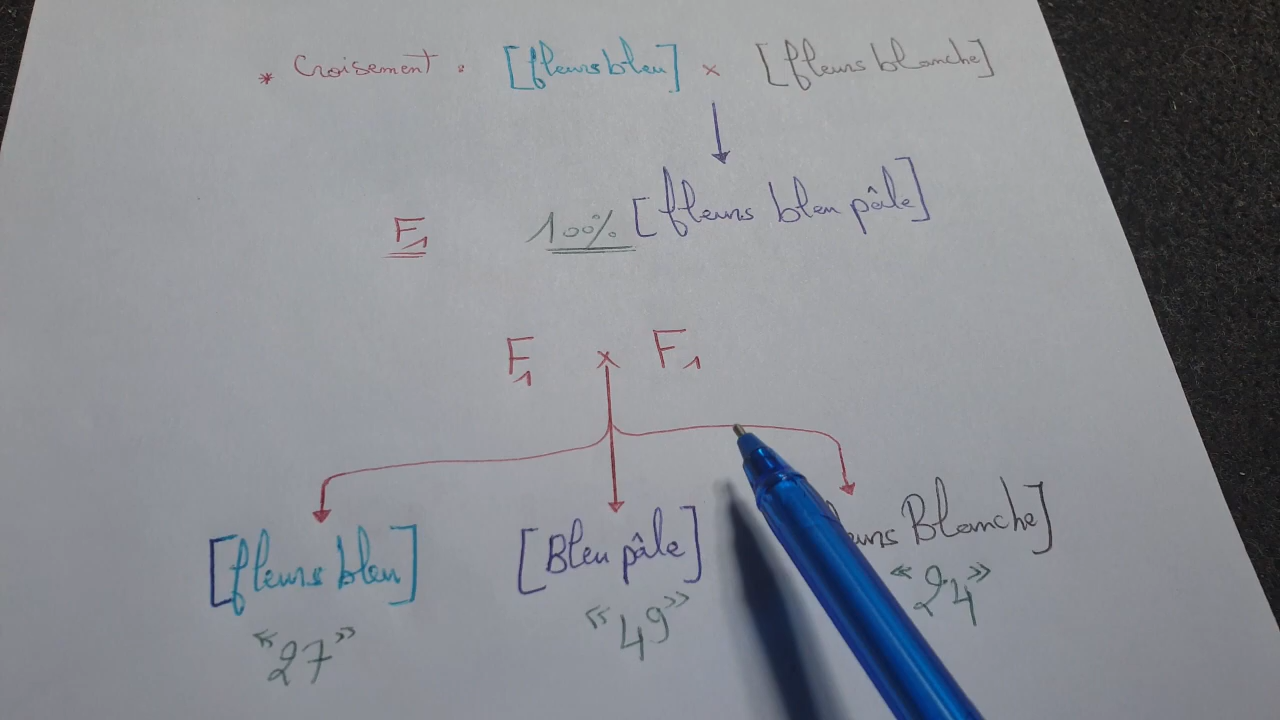 * Croisement : [fleurs bleu] x [fleurs blanche]
F1 100% [fleurs bleu pâle]
F1 x F1
[fleurs bleu] [Bleu pâle] Blanche]
"27" "49" "24"